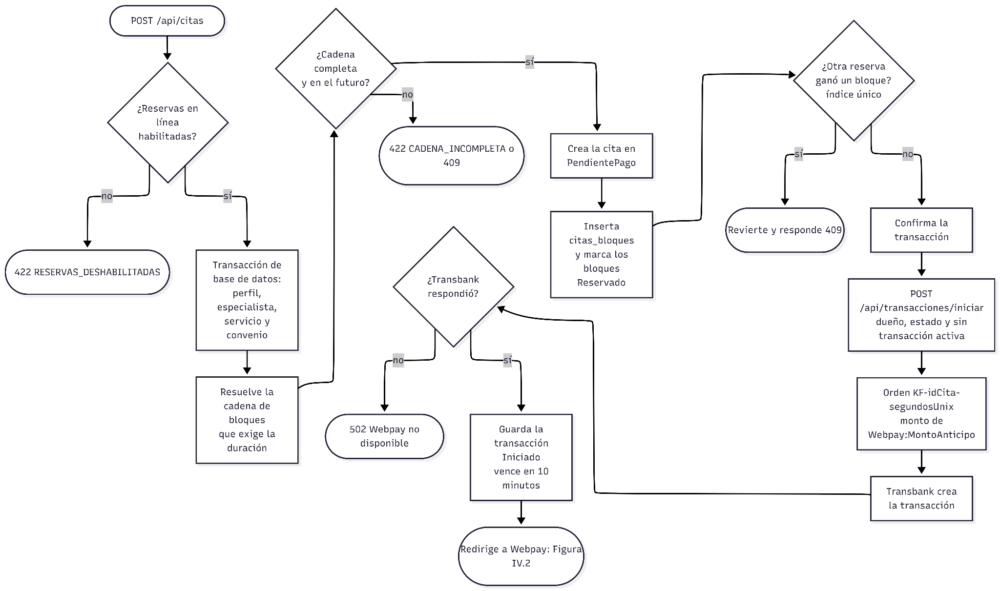 POST /api/citas
¿Reservas en
línea
habilitadas?
no
sí
422 RESERVAS_DESHABILITADAS
Transacción de
base de datos:
perfil,
especialista,
servicio y
convenio
Resuelve la
cadena de
bloques
que exige la
duración
¿Cadena
completa
y en el futuro?
sí
no
422 CADENA_INCOMPLETA o
409
Crea la cita en
PendientePago
Inserta
citas_bloques
y marca los
bloques
Reservado
¿Otra reserva
ganó un bloque?
índice único
sí
no
Revierte y responde 409
Confirma la
transacción
POST
/api/transacciones/iniciar
dueño, estado y sin
transacción activa
Orden KF-idCita-
segundosUnix
monto de
Webpay:MontoAnticipo
Transbank crea
la transacción
¿Transbank
respondió?
no
sí
502 Webpay no
disponible
Guarda la
transacción
Iniciado
vence en 10
minutos
Redirige a Webpay: Figura
IV.2